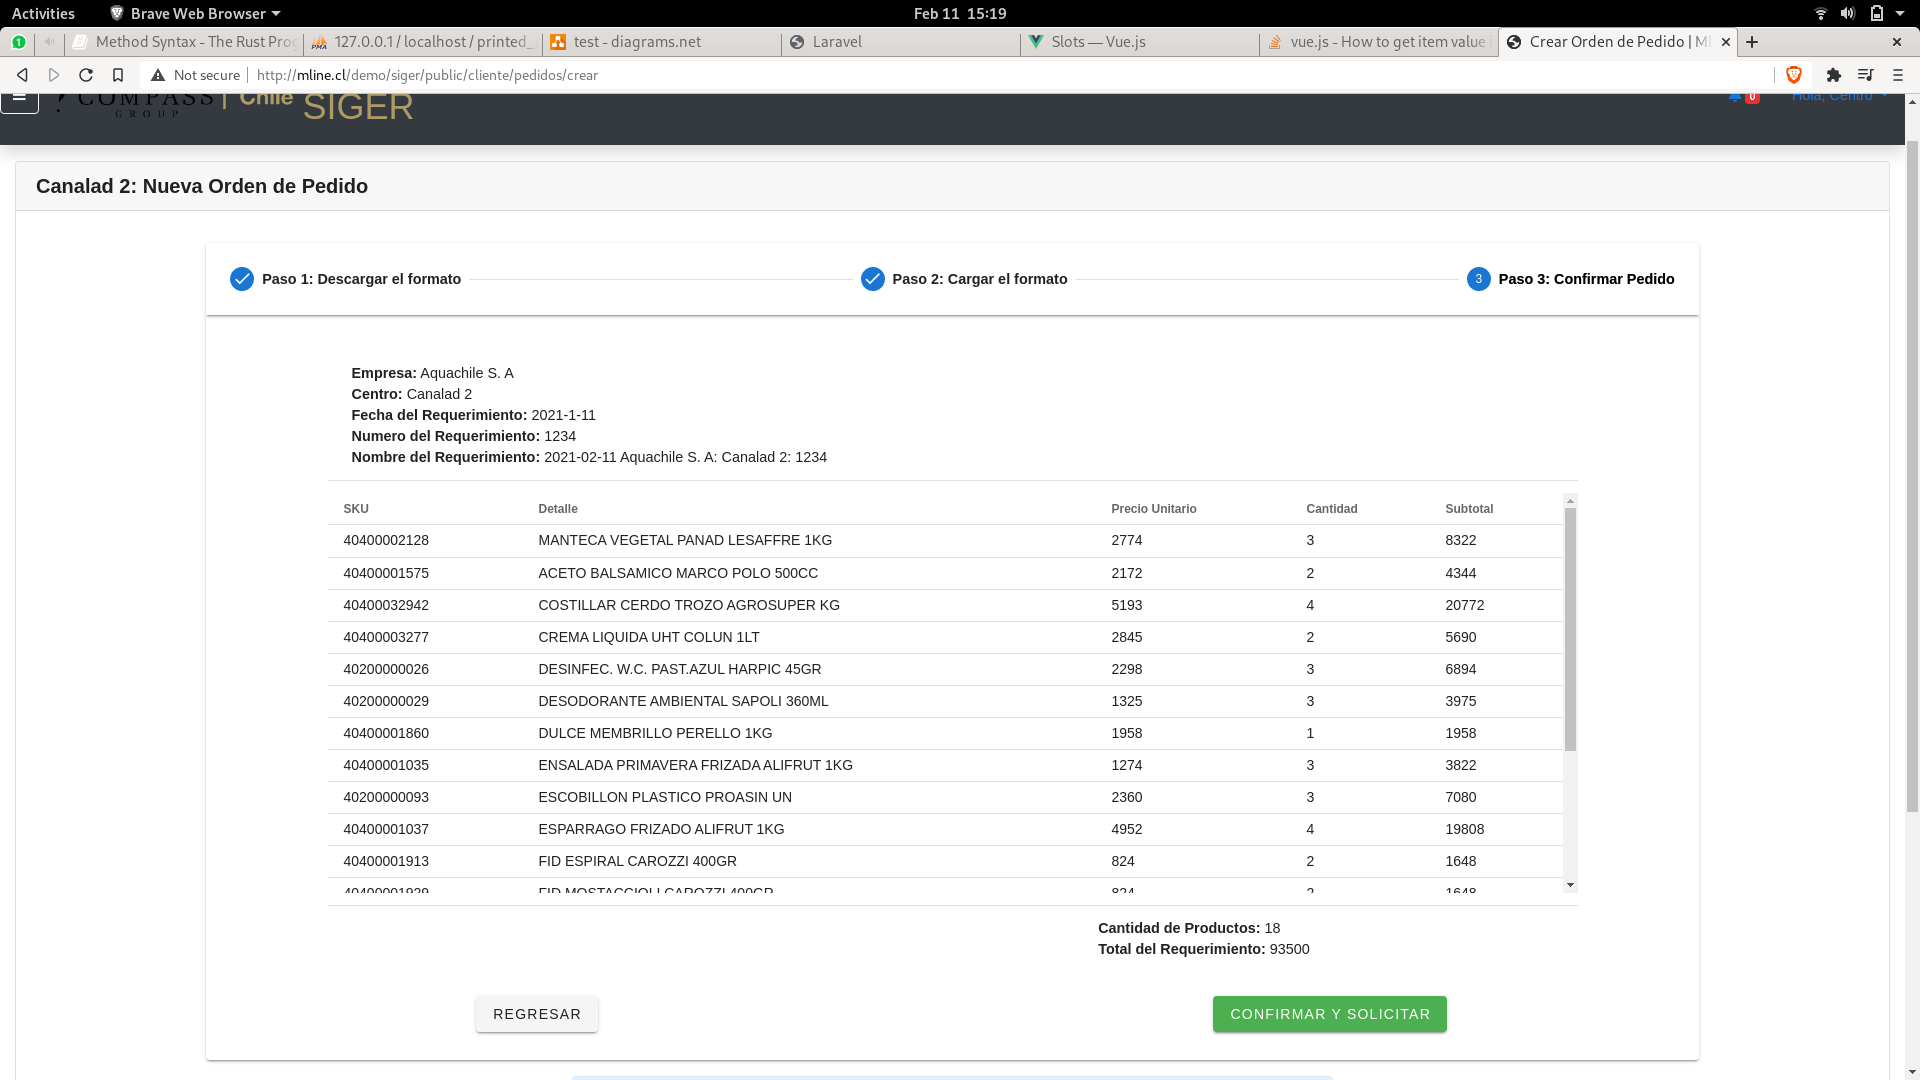 Activities Brave Web Browser Feb 11 15:19
1 Method Syntax - The Rust Pro 127.0.0.1 / localhost / printed_ test - diagrams.net Laravel Slots — Vue.js vue.js - How to get item value Crear Orden de Pedido | M
Not secure http://mline.cl/demo/siger/public/cliente/pedidos/crear
COMPASS GROUP | Chile SIGER 0 Hola, Centro
Canalad 2: Nueva Orden de Pedido
Paso 1: Descargar el formato Paso 2: Cargar el formato 3 Paso 3: Confirmar Pedido
Empresa: Aquachile S. A
Centro: Canalad 2
Fecha del Requerimiento: 2021-1-11
Numero del Requerimiento: 1234
Nombre del Requerimiento: 2021-02-11 Aquachile S. A: Canalad 2: 1234
SKU Detalle Precio Unitario Cantidad Subtotal
40400002128 MANTECA VEGETAL PANAD LESAFFRE 1KG 2774 3 8322
40400001575 ACETO BALSAMICO MARCO POLO 500CC 2172 2 4344
40400032942 COSTILLAR CERDO TROZO AGROSUPER KG 5193 4 20772
40400003277 CREMA LIQUIDA UHT COLUN 1LT 2845 2 5690
40200000026 DESINFEC. W.C. PAST.AZUL HARPIC 45GR 2298 3 6894
40200000029 DESODORANTE AMBIENTAL SAPOLI 360ML 1325 3 3975
40400001860 DULCE MEMBRILLO PERELLO 1KG 1958 1 1958
40400001035 ENSALADA PRIMAVERA FRIZADA ALIFRUT 1KG 1274 3 3822
40200000093 ESCOBILLON PLASTICO PROASIN UN 2360 3 7080
40400001037 ESPARRAGO FRIZADO ALIFRUT 1KG 4952 4 19808
40400001913 FID ESPIRAL CAROZZI 400GR 824 2 1648
40400001929 FID MOSTACCIOLI CAROZZI 400GR 824 2 1648
Cantidad de Productos: 18
Total del Requerimiento: 93500
REGRESAR CONFIRMAR Y SOLICITAR